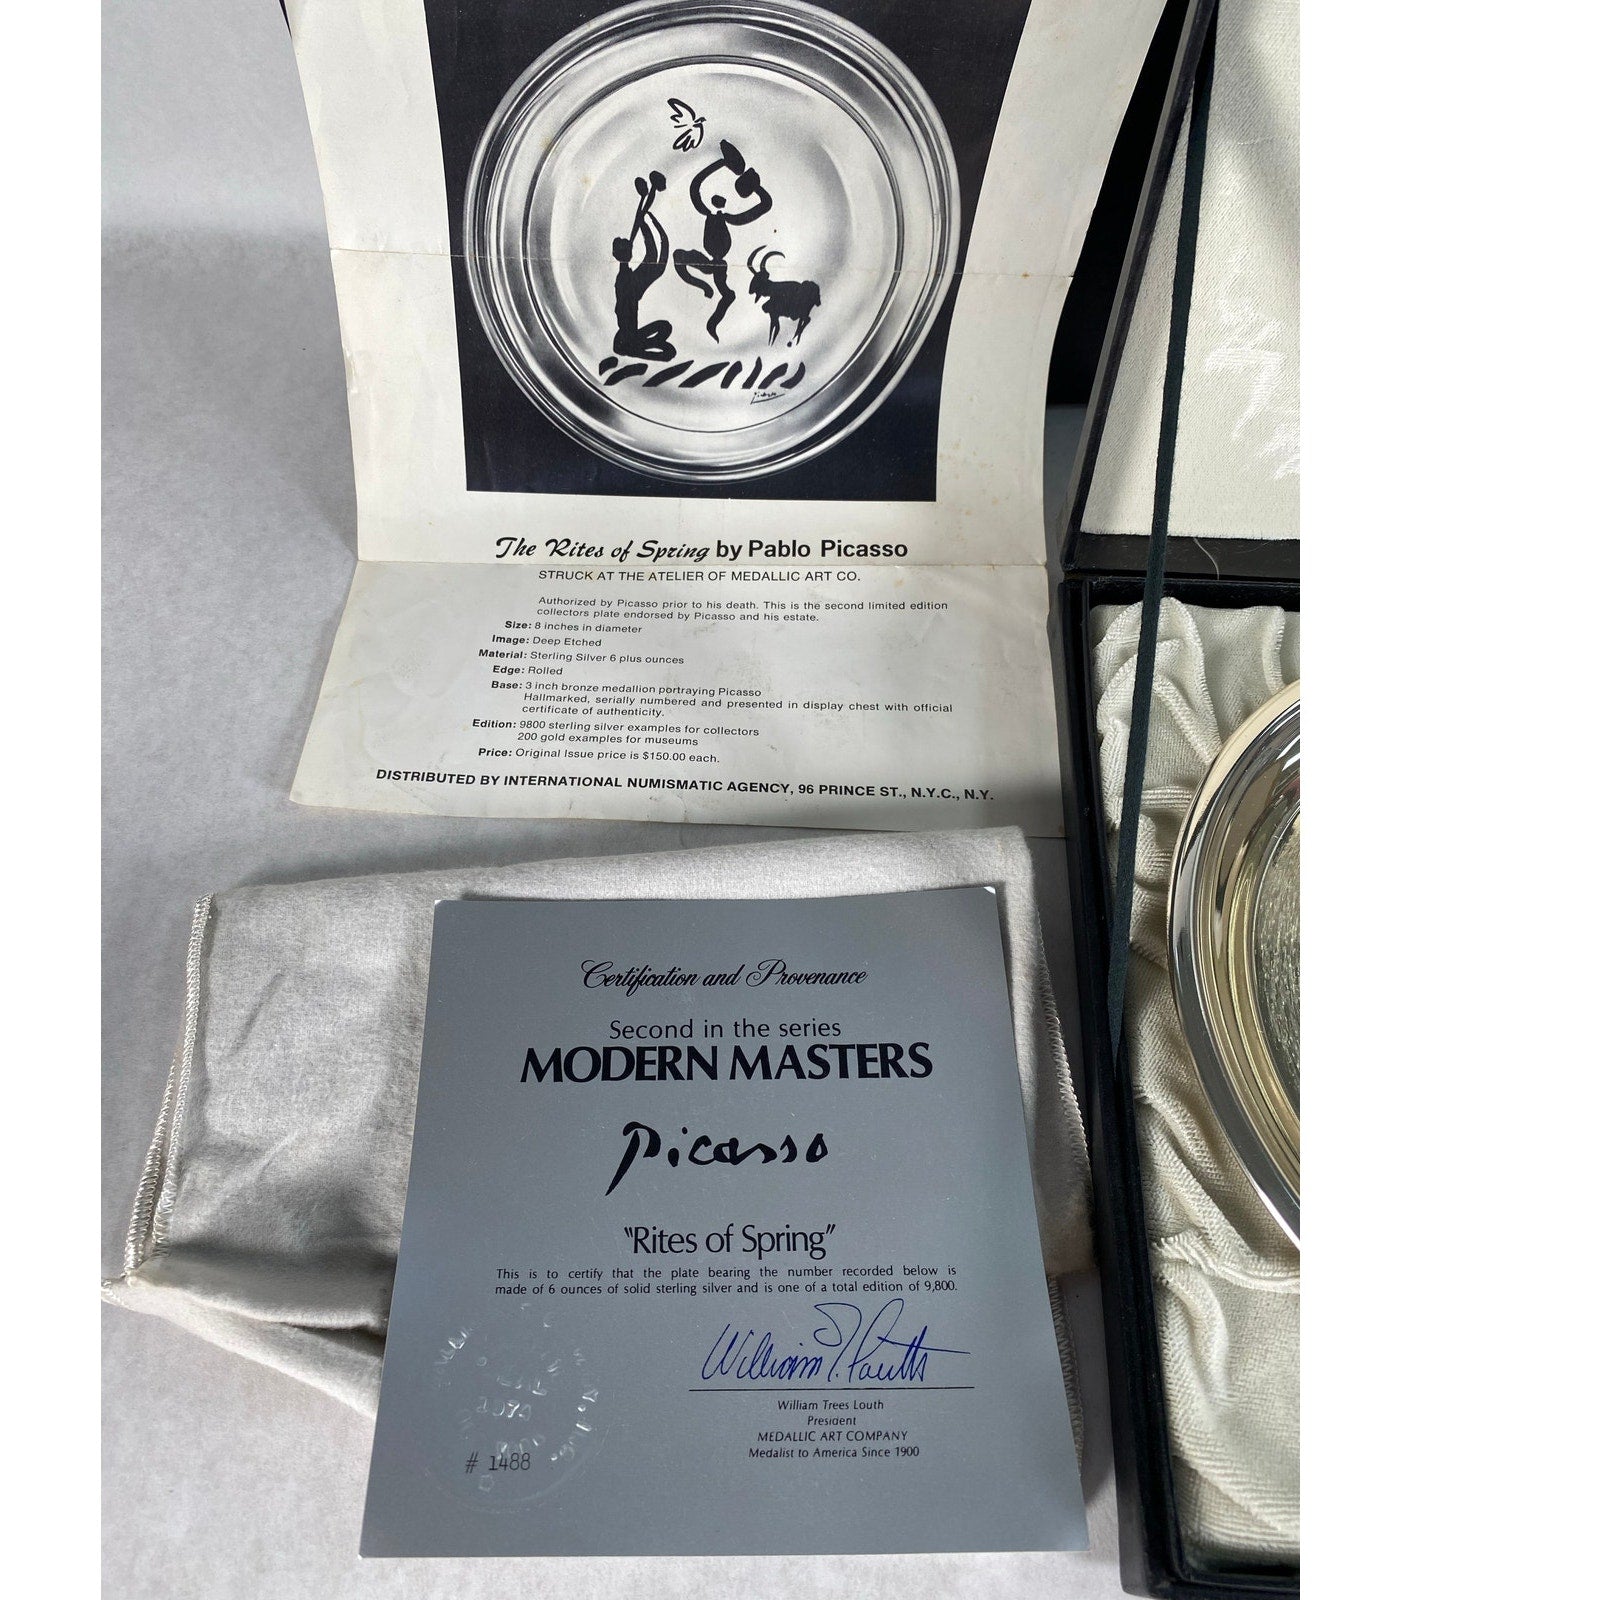 Picasso
The Rites of Spring by Pablo Picasso
STRUCK AT THE ATELIER OF MEDALLIC ART CO.
Authorized by Picasso prior to his death. This is the second limited edition
collectors plate endorsed by Picasso and his estate.
Size: 8 inches in diameter
Image: Deep Etched
Material: Sterling Silver 6 plus ounces
Edge: Rolled
Base: 3 inch bronze medallion portraying Picasso
Hallmarked, serially numbered and presented in display chest with official
certificate of authenticity.
Edition: 9800 sterling silver examples for collectors
200 gold examples for museums
Price: Original Issue price is $150.00 each.
DISTRIBUTED BY INTERNATIONAL NUMISMATIC AGENCY, 96 PRINCE ST., N.Y.C., N.Y.
Certification and Provenance
Second in the series
MODERN MASTERS
Picasso
"Rites of Spring"
This is to certify that the plate bearing the number recorded below is
made of 6 ounces of solid sterling silver and is one of a total edition of 9,800.
William T. Louth
William Trees Louth
President
MEDALLIC ART COMPANY
Medalist to America Since 1900
# 1488